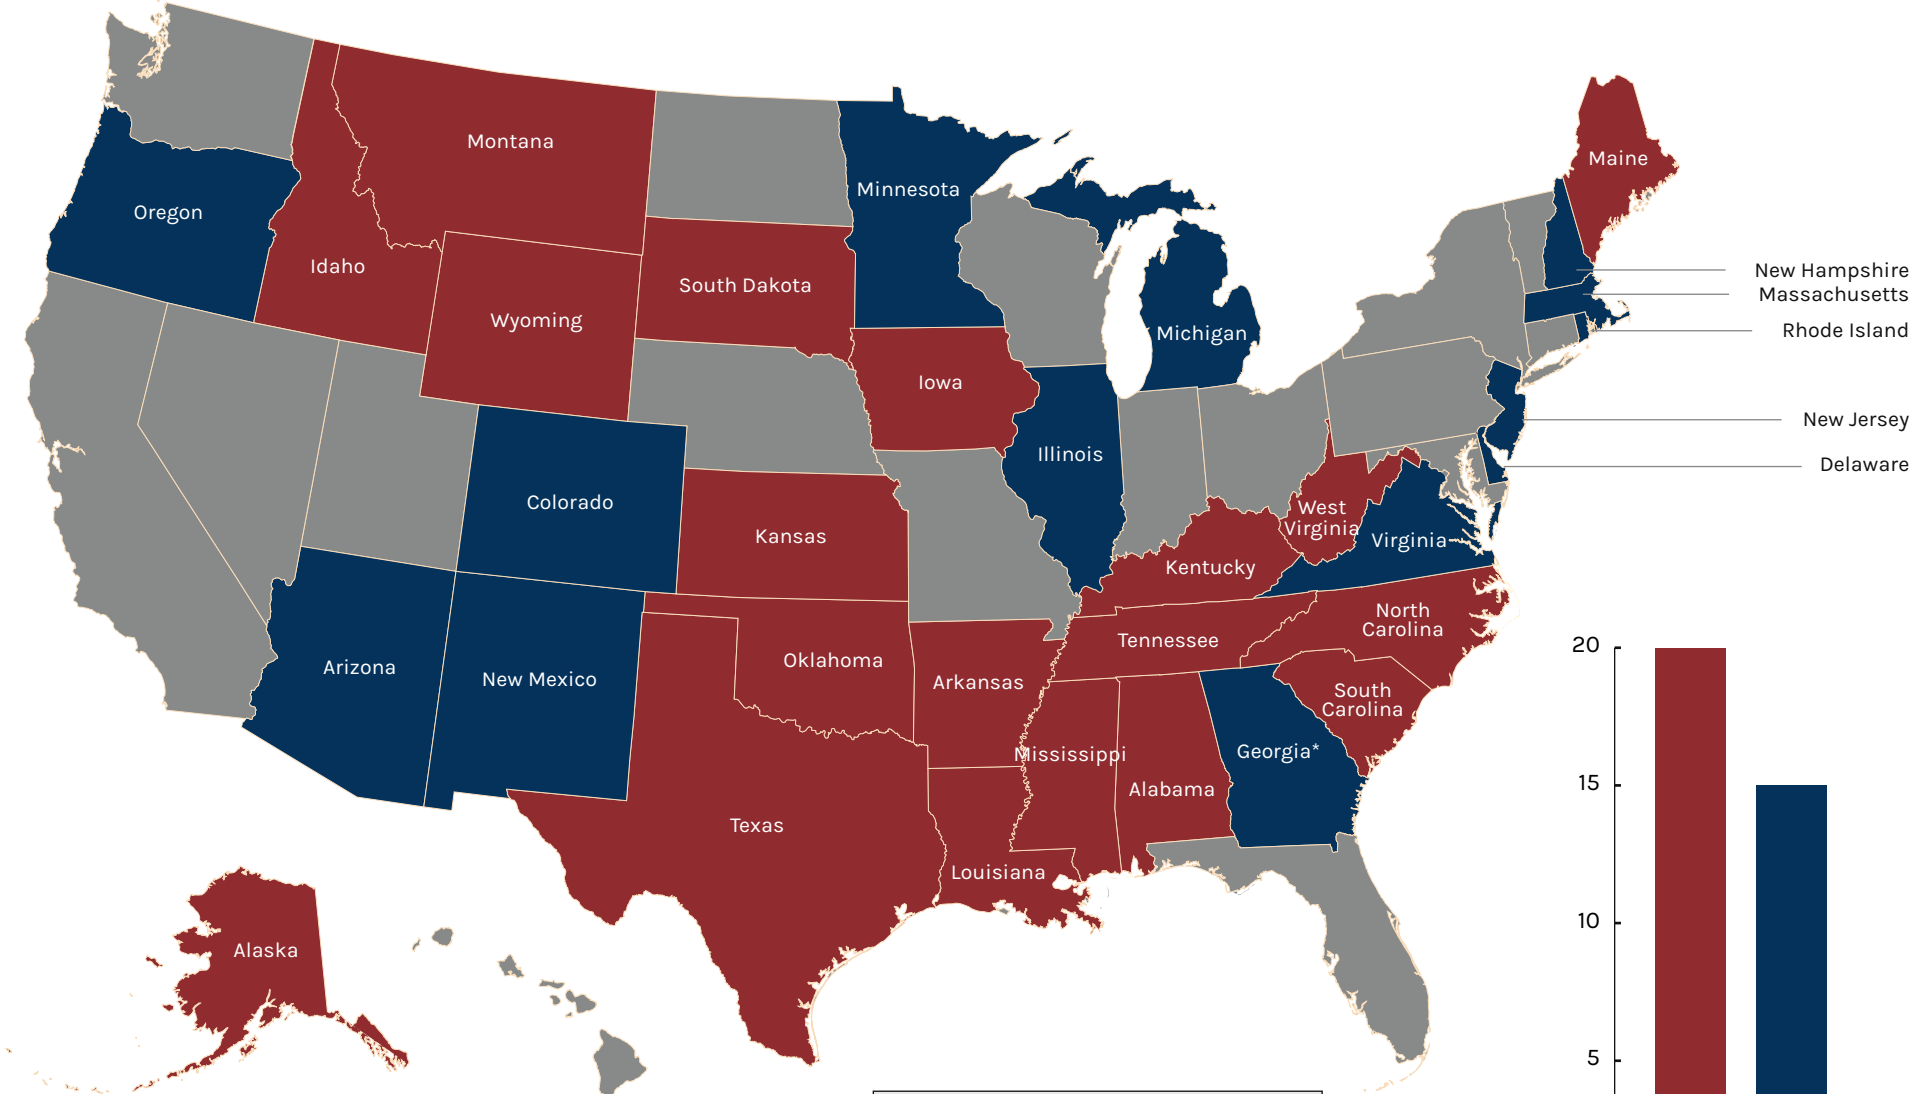 Montana
Maine
Minnesota
Oregon
Idaho
New Hampshire
South Dakota
Massachusetts
Wyoming
Rhode Island
Michigan
Iowa
New Jersey
Illinois
Delaware
Colorado
West
Virginia
Kansas
Virginia
Kentucky
North
Carolina
Tennessee
20
Oklahoma
Arizona
New Mexico
Arkansas
South
Carolina
Georgia*
Mississippi
15
Alabama
Texas
Louisiana
10
Alaska
5